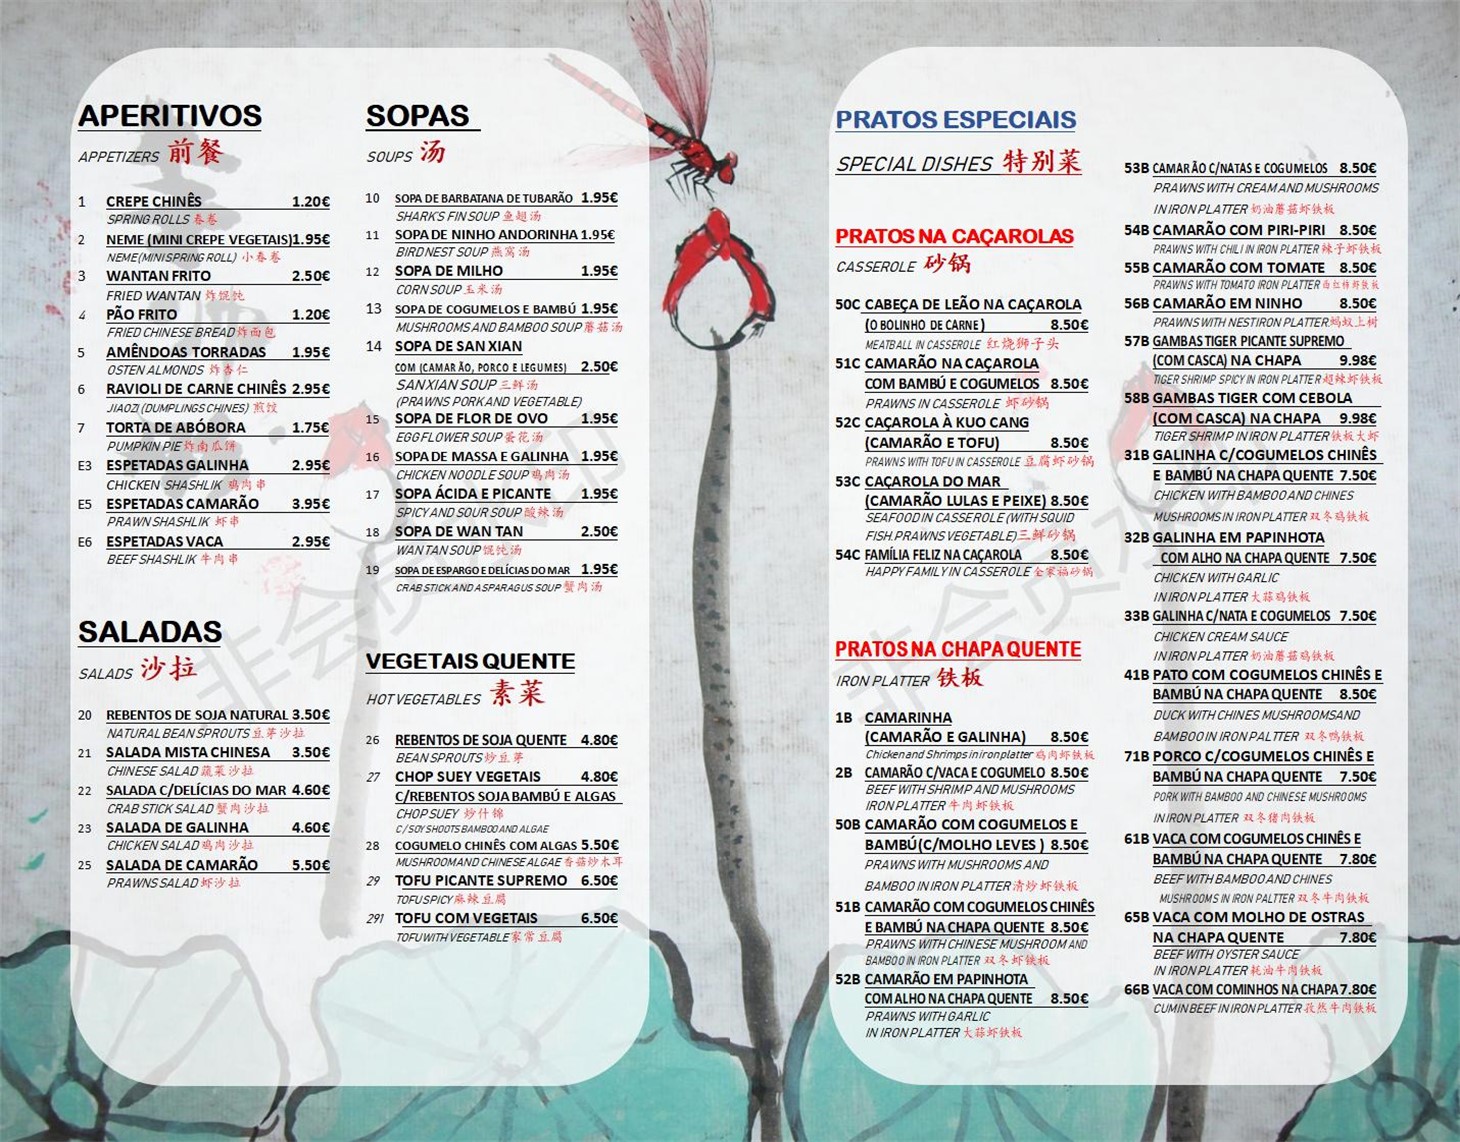 APERITIVOS
APPETIZERS 前餐
1 CREPE CHINÊS 1.20€
SPRING ROLLS 春卷
2 NEME (MINI CREPE VEGETAIS)1.95€
NEME(MINI SPRING ROLL) 小春卷
3 WANTAN FRITO 2.50€
FRIED WANTAN 炸馄饨
4 PÃO FRITO 1.20€
FRIED CHINESE BREAD 炸面包
5 AMÊNDOAS TORRADAS 1.95€
OSTEN ALMONDS 炸杏仁
6 RAVIOLI DE CARNE CHINÊS 2.95€
JIAOZI (DUMPLINGS CHINES) 煎饺
7 TORTA DE ABÓBORA 1.75€
PUMPKIN PIE 炸南瓜饼
E3 ESPETADAS GALINHA 2.95€
CHICKEN SHASHLIK 鸡肉串
E5 ESPETADAS CAMARÃO 3.95€
PRAWN SHASHLIK 虾串
E6 ESPETADAS VACA 2.95€
BEEF SHASHLIK 牛肉串
SALADAS
SALADS 沙拉
20 REBENTOS DE SOJA NATURAL 3.50€
NATURAL BEAN SPROUTS 豆芽沙拉
21 SALADA MISTA CHINESA 3.50€
CHINESE SALAD 蔬菜沙拉
22 SALADA C/DELÍCIAS DO MAR 4.60€
CRAB STICK SALAD 蟹肉沙拉
23 SALADA DE GALINHA 4.60€
CHICKEN SALAD 鸡肉沙拉
25 SALADA DE CAMARÃO 5.50€
PRAWNS SALAD 虾沙拉
SOPAS
SOUPS 汤
10 SOPA DE BARBATANA DE TUBARÃO 1.95€
SHARK'S FIN SOUP 鱼翅汤
11 SOPA DE NINHO ANDORINHA 1.95€
BIRD NEST SOUP 燕窝汤
12 SOPA DE MILHO 1.95€
CORN SOUP 玉米汤
13 SOPA DE COGUMELOS E BAMBÚ 1.95€
MUSHROOMS AND BAMBOO SOUP 蘑菇汤
14 SOPA DE SAN XIAN
COM (CAMARÃO, PORCO E LEGUMES) 2.50€
SANXIAN SOUP 三鲜汤
(PRAWNS PORK AND VEGETABLE)
15 SOPA DE FLOR DE OVO 1.95€
EGG FLOWER SOUP 蛋花汤
16 SOPA DE MASSA E GALINHA 1.95€
CHICKEN NOODLE SOUP 鸡肉汤
17 SOPA ÁCIDA E PICANTE 1.95€
SPICY AND SOUR SOUP 酸辣汤
18 SOPA DE WAN TAN 2.50€
WAN TAN SOUP 馄饨汤
19 SOPA DE ESPARGO E DELÍCIAS DO MAR 1.95€
CRAB STICK AND ASPARAGUS SOUP 蟹肉汤
VEGETAIS QUENTE
HOT VEGETABLES 素菜
26 REBENTOS DE SOJA QUENTE 4.80€
BEAN SPROUTS 炒豆芽
27 CHOP SUEY VEGETAIS 4.80€
C/REBENTOS SOJA BAMBÚ E ALGAS
CHOP SUEY 炒什锦
C/SOY SHOOTS BAMBOO AND ALGAE
28 COGUMELO CHINÊS COM ALGAS 5.50€
MUSHROOM AND CHINESE ALGAE 香菇炒木耳
29 TOFU PICANTE SUPREMO 6.50€
TOFU SPICY 麻辣豆腐
291 TOFU COM VEGETAIS 6.50€
TOFU WITH VEGETABLE 家常豆腐
PRATOS ESPECIAIS
SPECIAL DISHES 特别菜
PRATOS NA CAÇAROLAS
CASSEROLE 砂锅
50C CABEÇA DE LEÃO NA CAÇAROLA
(O BOLINHO DE CARNE) 8.50€
MEATBALL IN CASSEROLE 红烧狮子头
51C CAMARÃO NA CAÇAROLA
COM BAMBÚ E COGUMELOS 8.50€
PRAWNS IN CASSEROLE 虾砂锅
52C CAÇAROLA À KUO CANG
(CAMARÃO E TOFU) 8.50€
PRAWNS WITH TOFU IN CASSEROLE 豆腐虾砂锅
53C CAÇAROLA DO MAR
(CAMARÃO LULAS E PEIXE) 8.50€
SEAFOOD IN CASSEROLE (WITH SQUID
FISH.PRAWNS VEGETABLE)三鲜砂锅
54C FAMÍLIA FELIZ NA CAÇAROLA 8.50€
HAPPY FAMILY IN CASSEROLE 全家福砂锅
PRATOS NA CHAPA QUENTE
IRON PLATTER 铁板
1B CAMARINHA
(CAMARÃO E GALINHA) 8.50€
Chicken and Shrimps in iron platter 鸡肉虾铁板
2B CAMARÃO C/VACA E COGUMELO 8.50€
BEEF WITH SHRIMP AND MUSHROOMS
IRON PLATTER 牛肉虾铁板
50B CAMARÃO COM COGUMELOS E
BAMBÚ(C/MOLHO LEVES ) 8.50€
PRAWNS WITH MUSHROOMS AND
BAMBOO IN IRON PLATTER 清炒虾铁板
51B CAMARÃO COM COGUMELOS CHINÊS
E BAMBÚ NA CHAPA QUENTE 8.50€
PRAWNS WITH CHINESE MUSHROOM AND
BAMBOO IN IRON PLATTER 双冬虾铁板
52B CAMARÃO EM PAPINHOTA
COM ALHO NA CHAPA QUENTE 8.50€
PRAWNS WITH GARLIC
IN IRON PLATTER 大蒜虾铁板
53B CAMARÃO C/NATAS E COGUMELOS 8.50€
PRAWNS WITH CREAM AND MUSHROOMS
IN IRON PLATTER 奶油蘑菇虾铁板
54B CAMARÃO COM PIRI-PIRI 8.50€
PRAWNS WITH CHILI IN IRON PLATTER 辣子虾铁板
55B CAMARÃO COM TOMATE 8.50€
PRAWNS WITH TOMATO IRON PLATTER
56B CAMARÃO EM NINHO 8.50€
PRAWNS WITH NEST IRON PLATTER 蚂蚁上树
57B GAMBAS TIGER PICANTE SUPREMO
(COM CASCA) NA CHAPA 9.98€
TIGER SHRIMP SPICY IN IRON PLATTER 超辣虾铁板
58B GAMBAS TIGER COM CEBOLA
(COM CASCA) NA CHAPA 9.98€
TIGER SHRIMP IN IRON PLATTER 铁板大虾
31B GALINHA C/COGUMELOS CHINÊS
E BAMBÚ NA CHAPA QUENTE 7.50€
CHICKEN WITH BAMBOO AND CHINES
MUSHROOMS IN IRON PLATTER 双冬鸡铁板
32B GALINHA EM PAPINHOTA
COM ALHO NA CHAPA QUENTE 7.50€
CHICKEN WITH GARLIC
IN IRON PLATTER 大蒜鸡铁板
33B GALINHA C/NATA E COGUMELOS 7.50€
CHICKEN CREAM SAUCE
IN IRON PLATTER 奶油蘑菇鸡铁板
41B PATO COM COGUMELOS CHINÊS E
BAMBÚ NA CHAPA QUENTE 8.50€
DUCK WITH CHINES MUSHROOMSAND
BAMBOO IN IRON PALTTER 双冬鸭铁板
71B PORCO C/COGUMELOS CHINÊS E
BAMBÚ NA CHAPA QUENTE 7.50€
PORK WITH BAMBOO AND CHINESE MUSHROOMS
IN IRON PLATTER 双冬猪肉铁板
61B VACA COM COGUMELOS CHINÊS E
BAMBÚ NA CHAPA QUENTE 7.80€
BEEF WITH BAMBOO AND CHINES
MUSHROOMS IN IRON PALTTER 双冬牛肉铁板
65B VACA COM MOLHO DE OSTRAS
NA CHAPA QUENTE 7.80€
BEEF WITH OYSTER SAUCE
IN IRON PLATTER 耗油牛肉铁板
66B VACA COM COMINHOS NA CHAPA 7.80€
CUMIN BEEF IN IRON PLATTER 孜然牛肉铁板